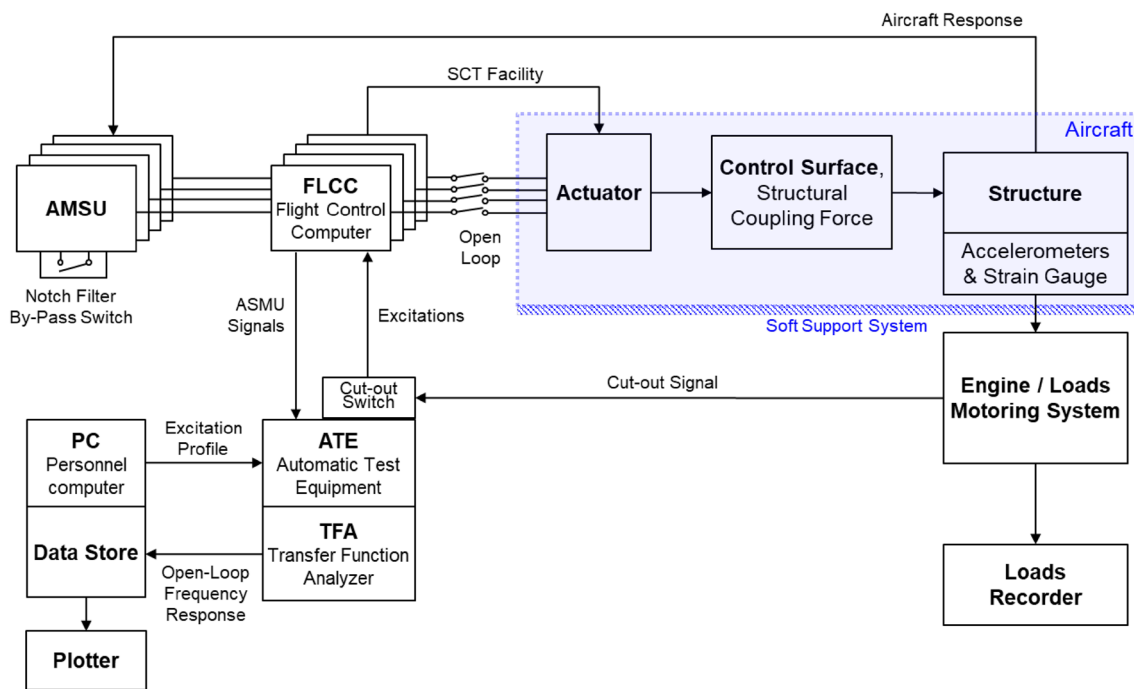 Aircraft Response
SCT Facility
Aircraft
AMSU
FLCC
Flight Control
Computer
Open
Loop
Actuator
Control Surface,
Structural
Coupling Force
Structure
Accelerometers
& Strain Gauge
Notch Filter
By-Pass Switch
ASMU
Signals
Excitations
Soft Support System
Cut-out
Switch
Cut-out Signal
Engine / Loads
Motoring System
PC
Personnel
computer
Excitation
Profile
ATE
Automatic Test
Equipment
Data Store
Open-Loop
Frequency
Response
TFA
Transfer Function
Analyzer
Loads
Recorder
Plotter